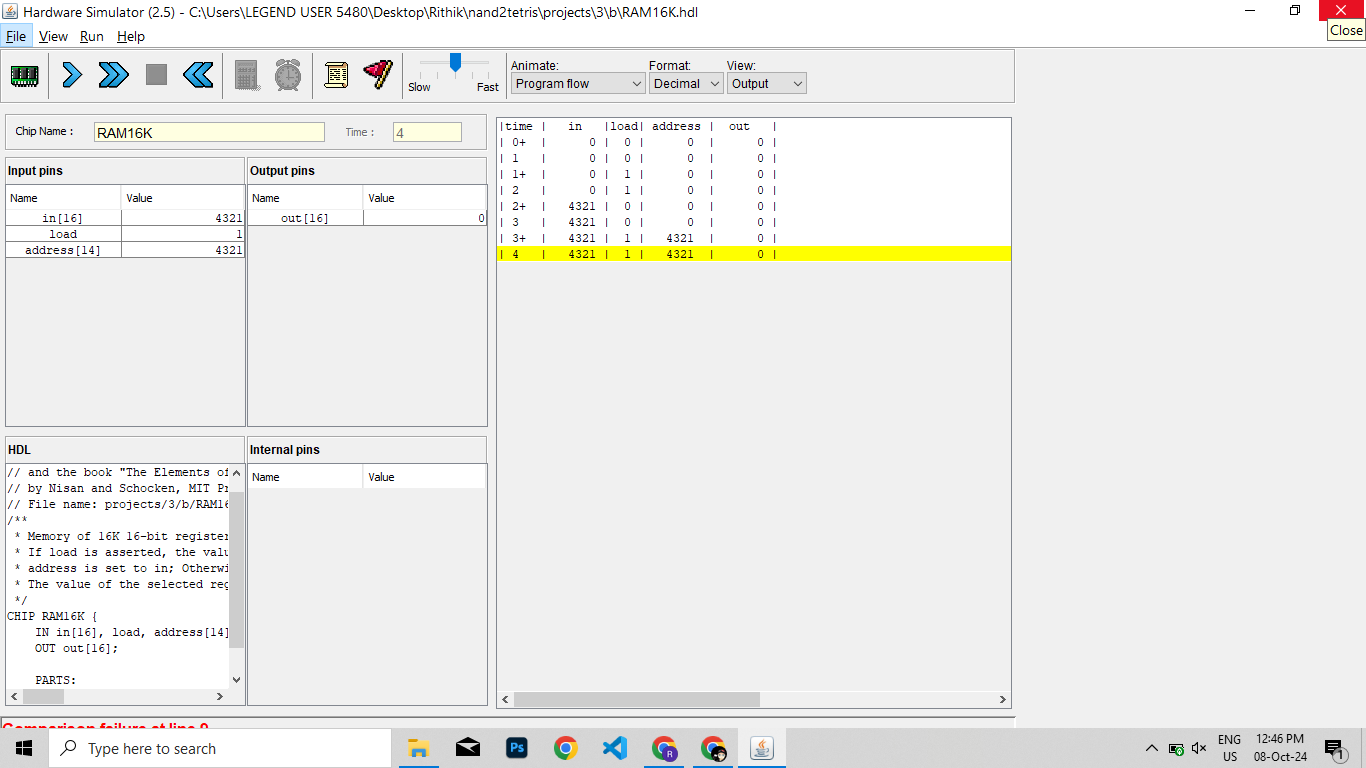 Hardware Simulator (2.5) - C:\Users\LEGEND USER 5480\Desktop\Rithik\nand2tetris\projects\3\b\RAM16K.hdl
Close
File View Run Help
Slow Fast
Animate: Format: View:
Program flow Decimal Output
Chip Name : RAM16K Time : 4
Input pins
Name Value
in[16] 4321
load 1
address[14] 4321
Output pins
Name Value
out[16] 0
|time | in |load| address | out |
| 0+ | 0 | 0 | 0 | 0 |
| 1 | 0 | 0 | 0 | 0 |
| 1+ | 0 | 1 | 0 | 0 |
| 2 | 0 | 1 | 0 | 0 |
| 2+ | 4321 | 0 | 0 | 0 |
| 3 | 4321 | 0 | 0 | 0 |
| 3+ | 4321 | 1 | 4321 | 0 |
| 4 | 4321 | 1 | 4321 | 0 |
HDL
// and the book "The Elements of
// by Nisan and Schocken, MIT Pr
// File name: projects/3/b/RAM16
/**
* Memory of 16K 16-bit register
* If load is asserted, the valu
* address is set to in; Otherwi
* The value of the selected reg
*/
CHIP RAM16K {
IN in[16], load, address[14]
OUT out[16];
PARTS:
Internal pins
Name Value
Comparison failure at line 9
Type here to search
Ps
R
ENG
US
12:46 PM
08-Oct-24
1